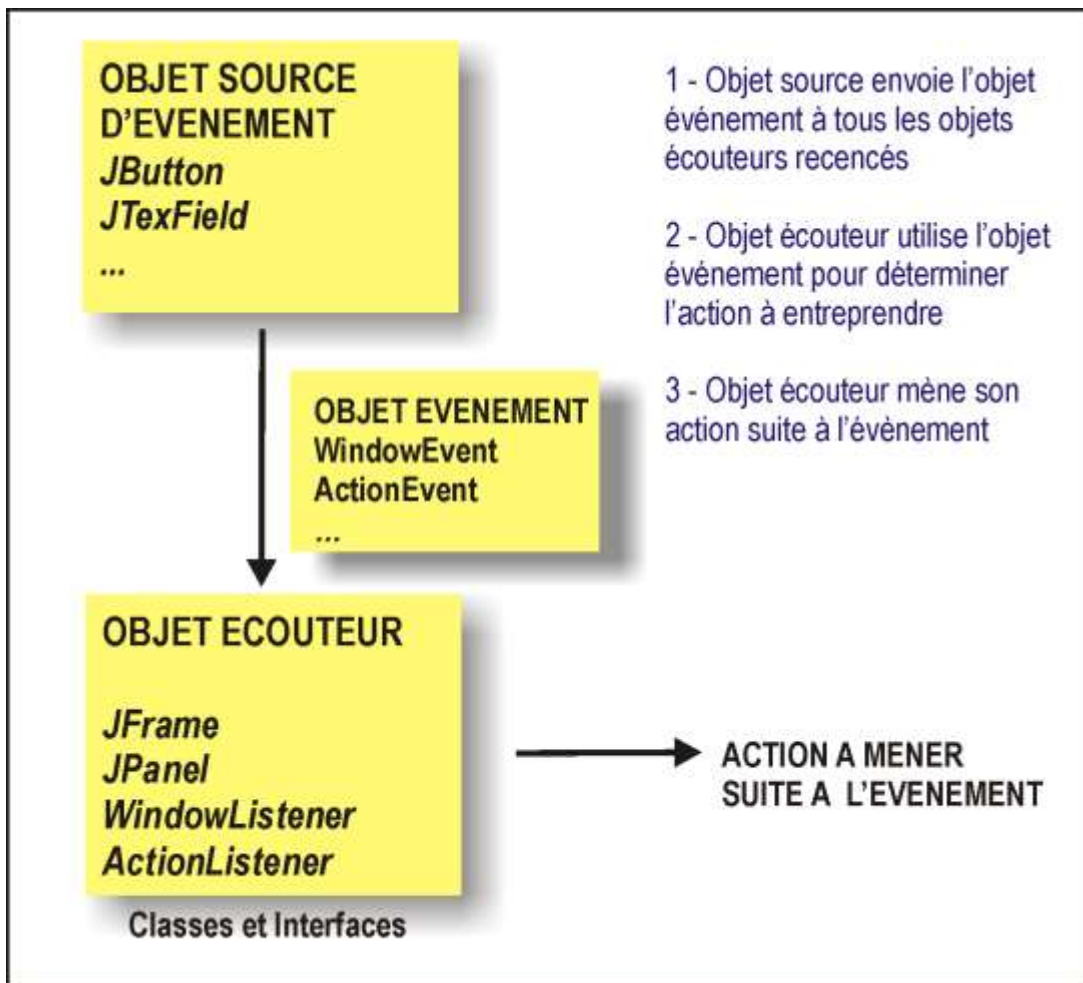 OBJET SOURCE
D'EVENEMENT
JButton
JTexField
...
1 - Objet source envoie l'objet
événement à tous les objets
écouteurs recencés
2 - Objet écouteur utilise l'objet
événement pour déterminer
l'action à entreprendre
3 - Objet écouteur mène son
action suite à l'évènement
OBJET EVENEMENT
WindowEvent
ActionEvent
...
OBJET ECOUTEUR
JFrame
JPanel
WindowListener
ActionListener
Classes et Interfaces
ACTION A MENER
SUITE A L'EVENEMENT